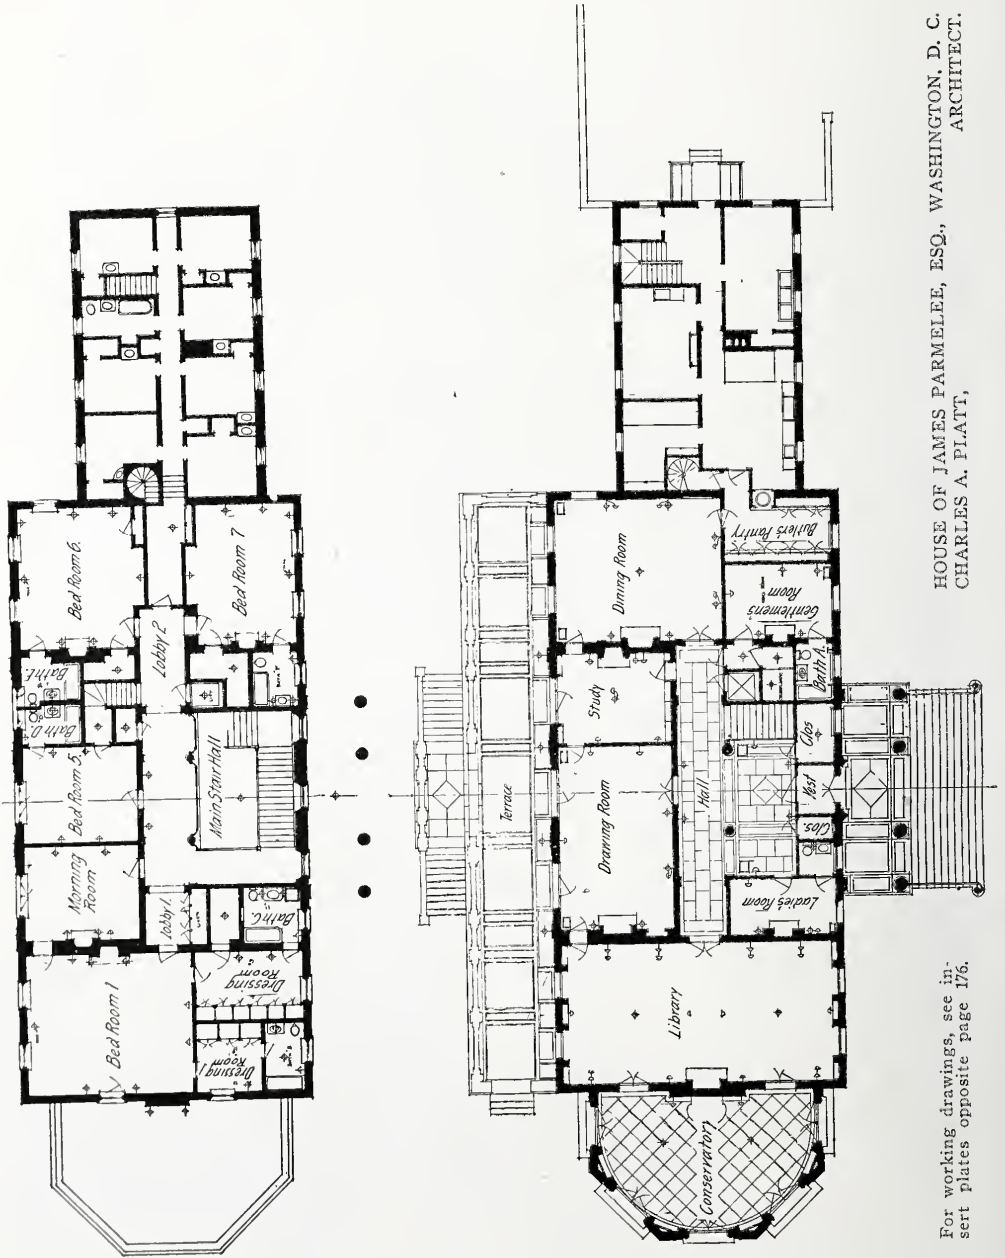 Bed Room 6.
Bed Room 7
Lobby 2
Bath E.
Bath D.
Bed Room 5.
Main Stair Hall
Morning
Room
Lobby 1.
Bath C.
Bed Room 1
Dressing
Room
Dressing
Room
Dining Room
Butler's Pantry
Gentlemen's
Room
Study
Bath A.
Hall
Clos
Vest
Clos.
Terrace
Drawing Room
Ladies Room
Library
Conservatory
For working drawings, see in-
sert plates opposite page 176.
HOUSE OF JAMES PARMELEE, ESQ., WASHINGTON, D. C.
CHARLES A. PLATT, ARCHITECT.